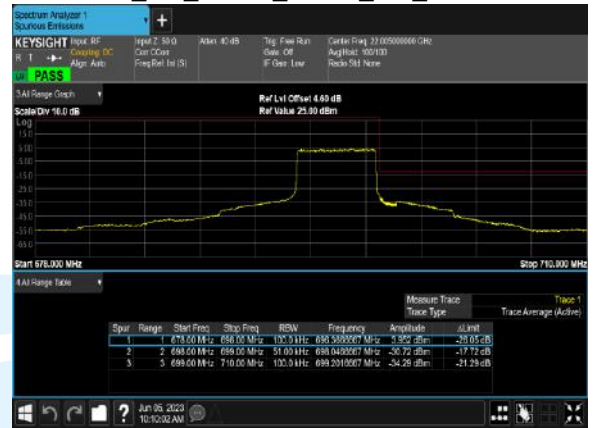 Spectrum Analyzer 1
Spurious Emissions
+
KEYSIGHT Input: RF Input Z: 50 Ω Atten: 40 dB Trig: Free Run Center Freq: 22.005000000 GHz
Coupling: DC Corr CCorr Gate: Off Avg|Hold: 100/100
Align: Auto Freq Ref: Int (S) IF Gain: Low Radio Std: None
PASS
3 All Range Graph
Ref Lvl Offset 4.60 dB
Scale/Div 10.0 dB Ref Value 25.00 dBm
Log
15.0
5.00
-5.00
-15.0
-25.0
-35.0
-45.0
-55.0
-65.0
Start 678.000 MHz Stop 710.000 MHz
4 All Range Table
Measure Trace Trace 1
Trace Type Trace Average (Active)
Spur Range Start Freq Stop Freq RBW Frequency Amplitude ΔLimit
1 1 678.00 MHz 698.00 MHz 100.0 kHz
2 2 698.00 MHz 699.00 MHz 51.00 kHz 698.0466667 MHz -30.72 dBm -17.72 dB
3 3 699.00 MHz 710.00 MHz 100.0 kHz 699.2016667 MHz -34.29 dBm -21.29 dB
?
Jun 05, 2023
10:10:02 AM